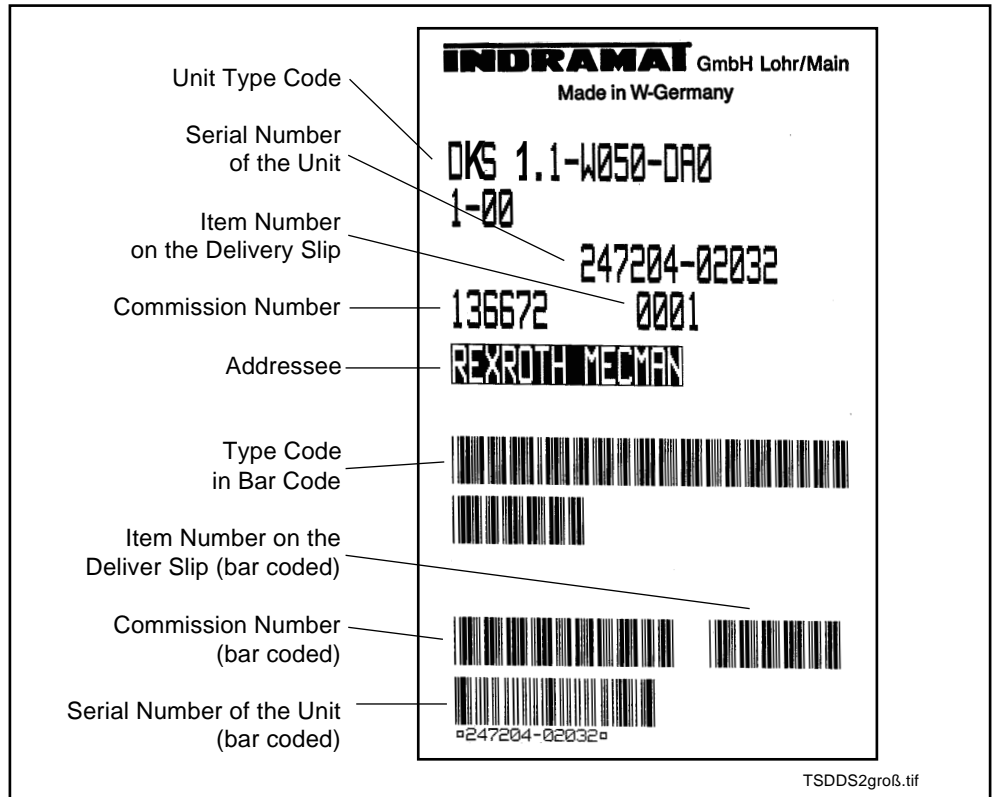 INDRAMAT GmbH Lohr/Main
Made in W-Germany
Unit Type Code
DKS 1.1-W050-DA0
1-00
Serial Number
of the Unit
247204-02032
Item Number
on the Delivery Slip
0001
Commission Number
136672
Addressee
REXROTH MECMAN
Type Code
in Bar Code
Item Number on the
Deliver Slip (bar coded)
Commission Number
(bar coded)
Serial Number of the Unit
(bar coded)
¤247204-02032¤
TSDDS2groß.tif